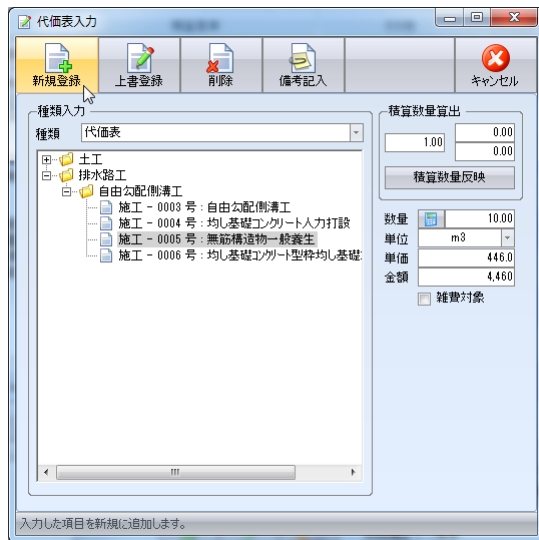 代価表入力
新規登録
上書登録
削除
備考記入
キャンセル
種類入力
種類 代価表
土工
排水路工
自由勾配側溝工
施工 - 0003 号 : 自由勾配側溝工
施工 - 0004 号 : 均し基礎コンクリート人力打設
施工 - 0005 号 : 無筋構造物一般養生
施工 - 0006 号 : 均し基礎コンクリート型枠均し基礎
積算数量算出
1.00
0.00
0.00
積算数量反映
数量 10.00
単位 m3
単価 446.0
金額 4,460
雑費対象
入力した項目を新規に追加します。